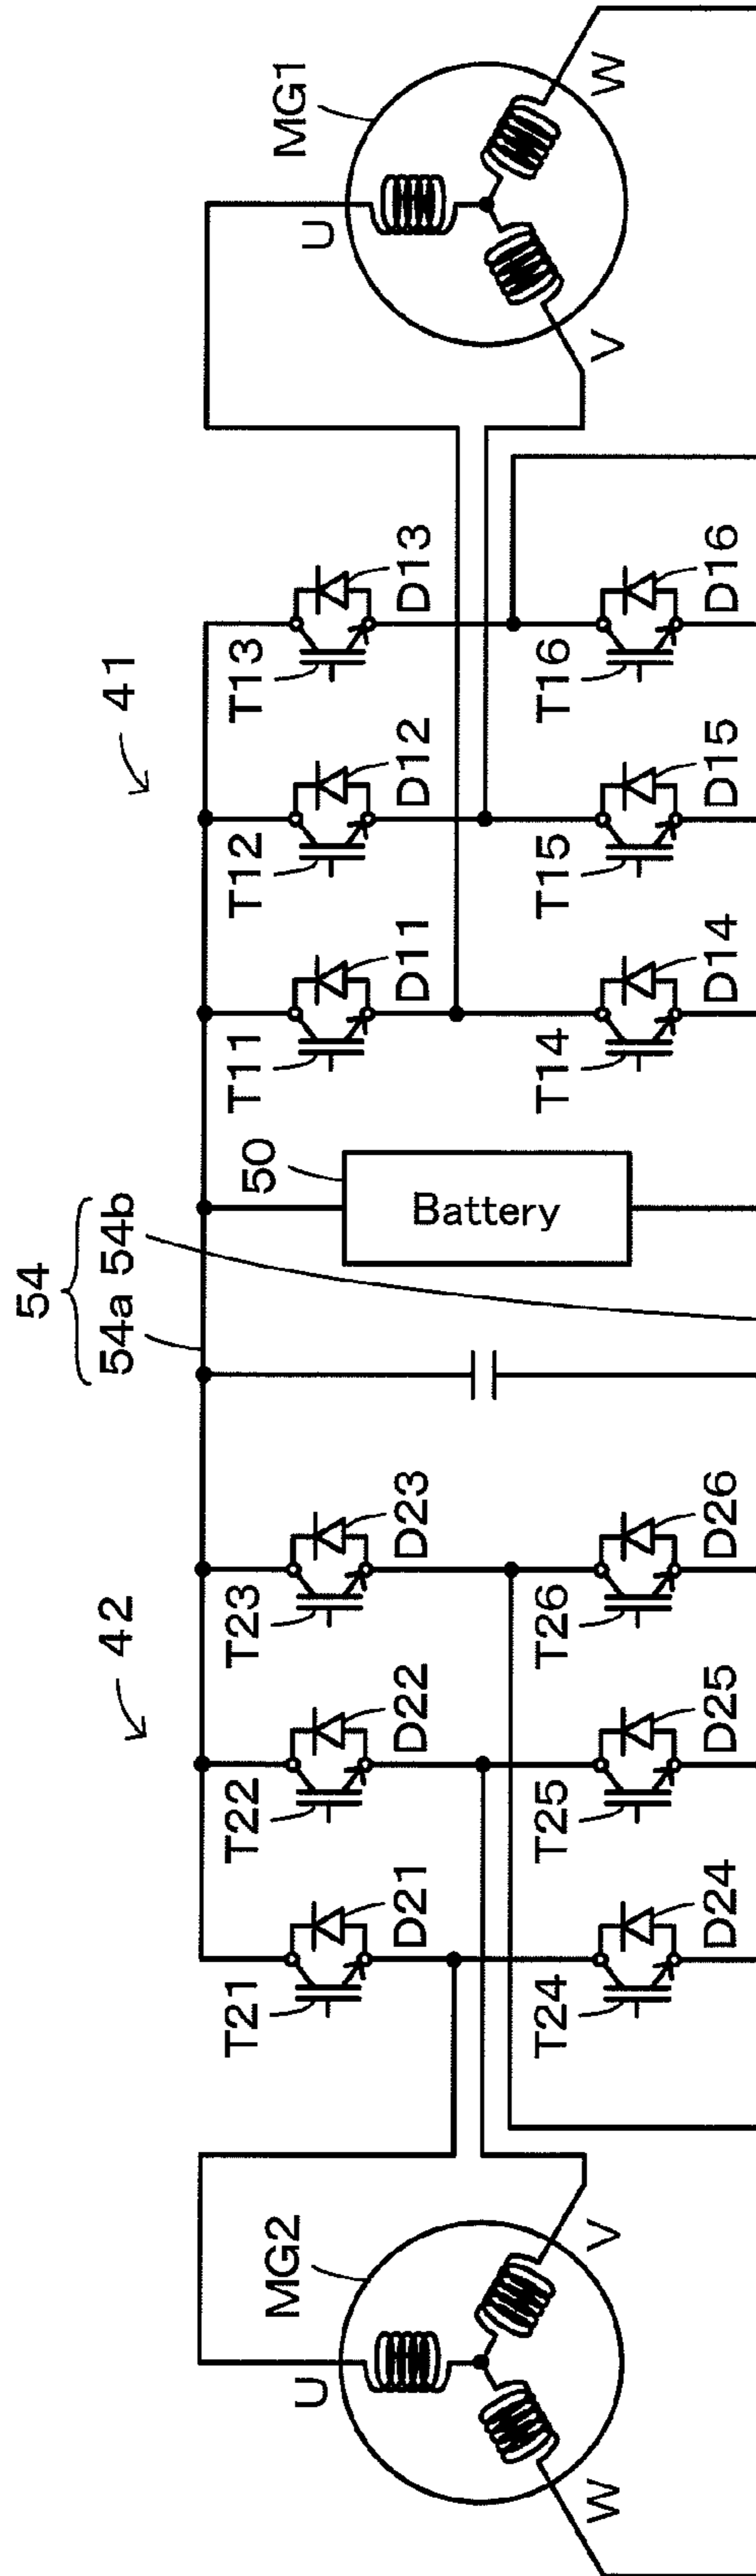 54
54a 54b
42
41
T21
D21
T22
D22
T23
D23
50
Battery
T11
D11
T12
D12
T13
D13
MG2
U
V
W
MG1
U
V
W
T24
D24
T25
D25
T26
D26
T14
D14
T15
D15
T16
D16